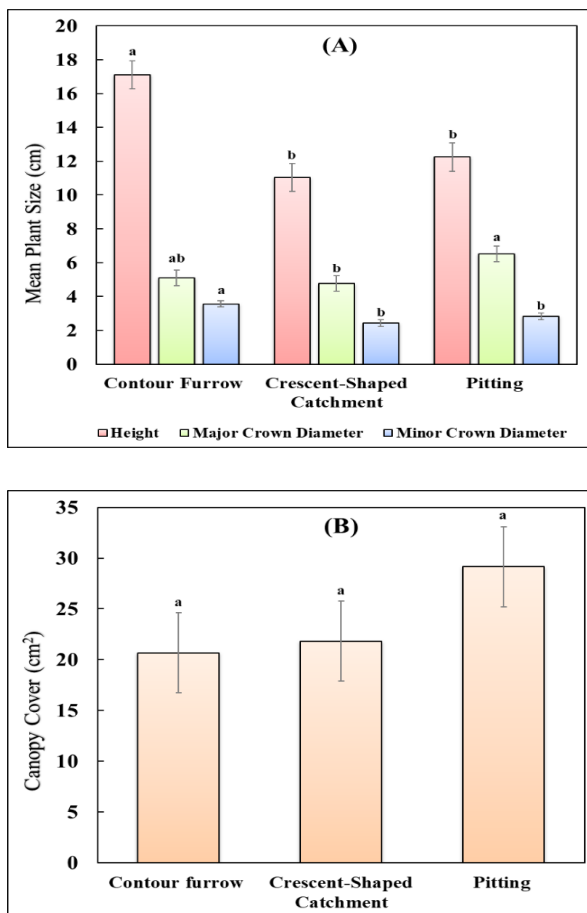 (A)
Mean Plant Size (cm)
20
18
16
14
12
10
8
6
4
2
0
a
ab
a
b
b
b
b
a
b
Contour Furrow
Crescent-Shaped
Catchment
Pitting
Height
Major Crown Diameter
Minor Crown Diameter
(B)
Canopy Cover (cm²)
35
30
25
20
15
10
5
0
a
a
a
Contour furrow
Crescent-Shaped
Catchment
Pitting